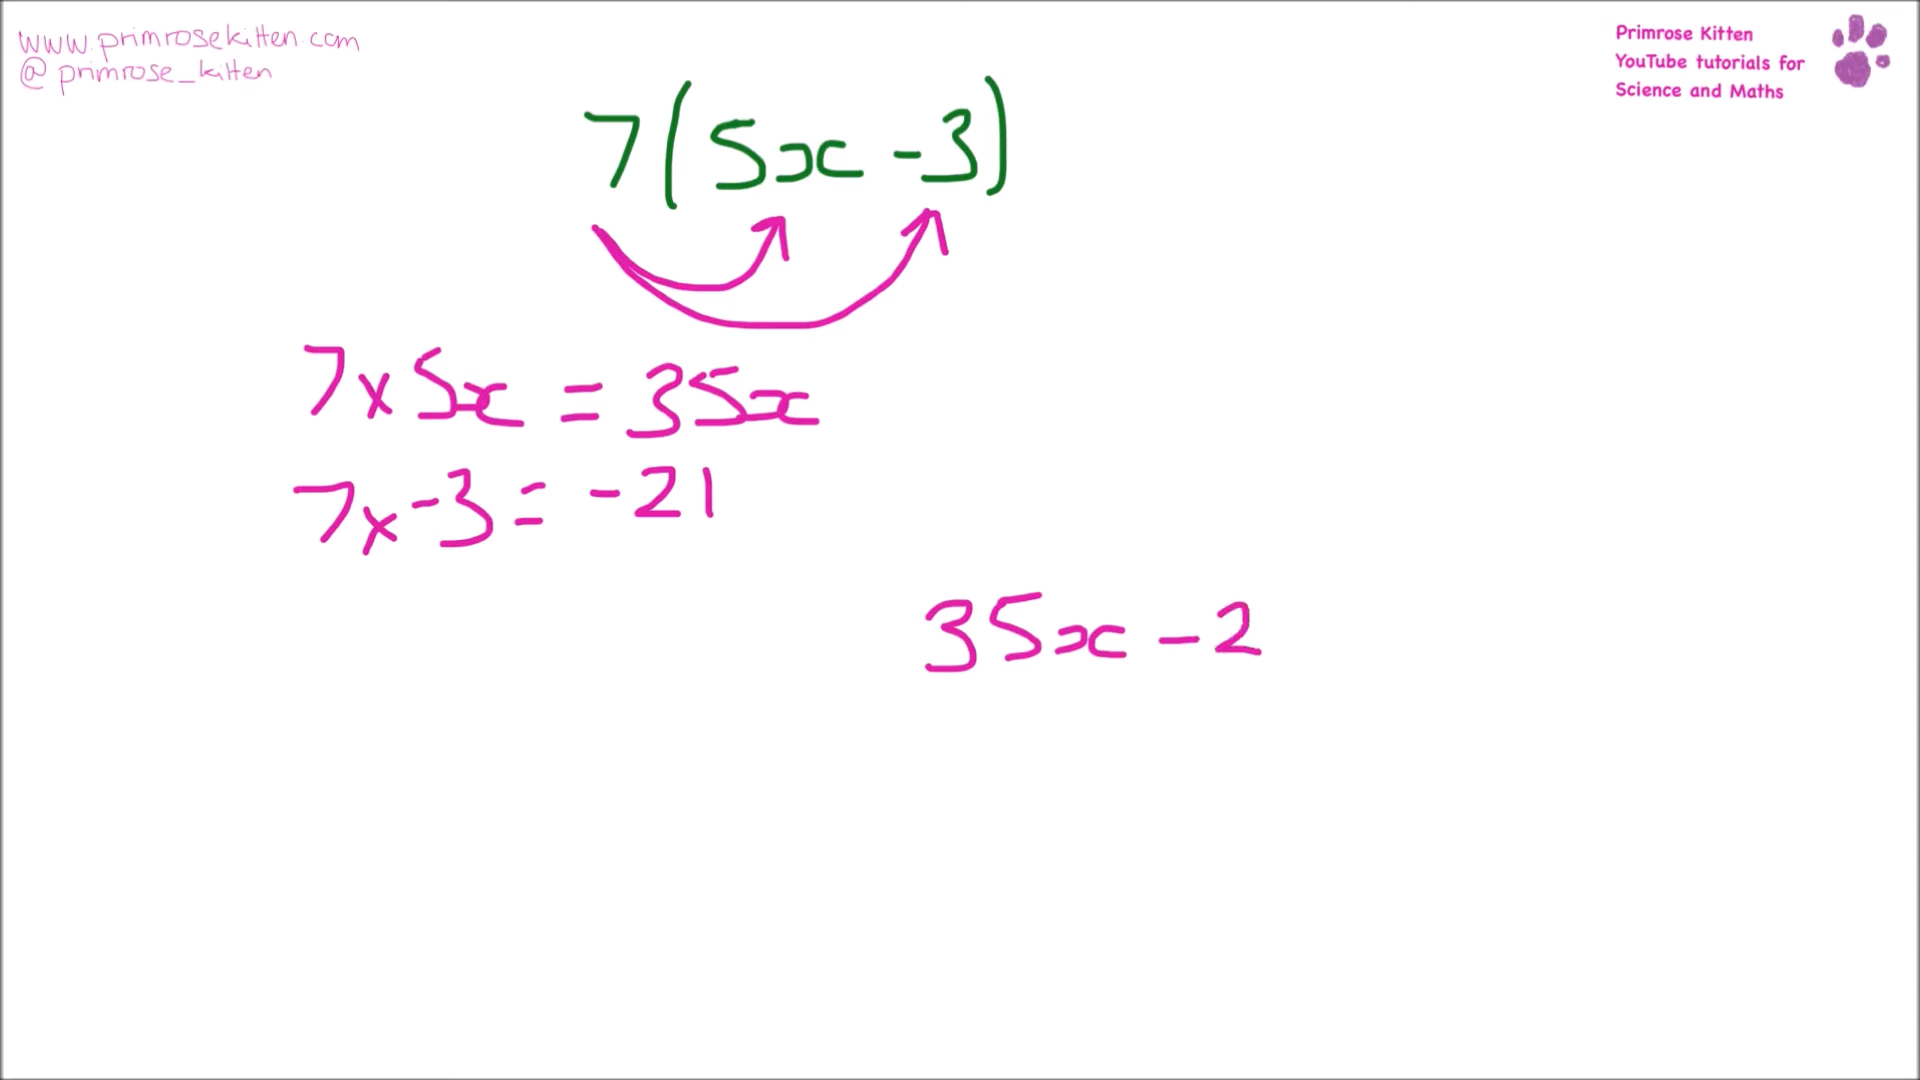 www.primrosekitten.com
@primrose_kitten
Primrose Kitten
YouTube tutorials for
Science and Maths
7(5x -3)
7x5x = 35x
7x-3= -21
35x -2